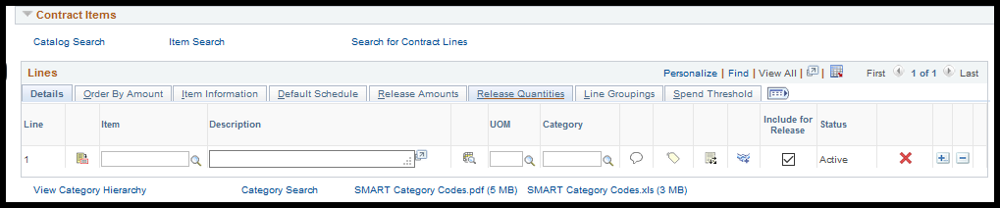 Contract Items
Catalog Search Item Search Search for Contract Lines
Lines Personalize | Find | View All | First 1 of 1 Last
Details Order By Amount Item Information Default Schedule Release Amounts Release Quantities Line Groupings Spend Threshold
Line Item Description UOM Category Include for Release Status
1 Active
View Category Hierarchy Category Search SMART Category Codes.pdf (5 MB) SMART Category Codes.xls (3 MB)